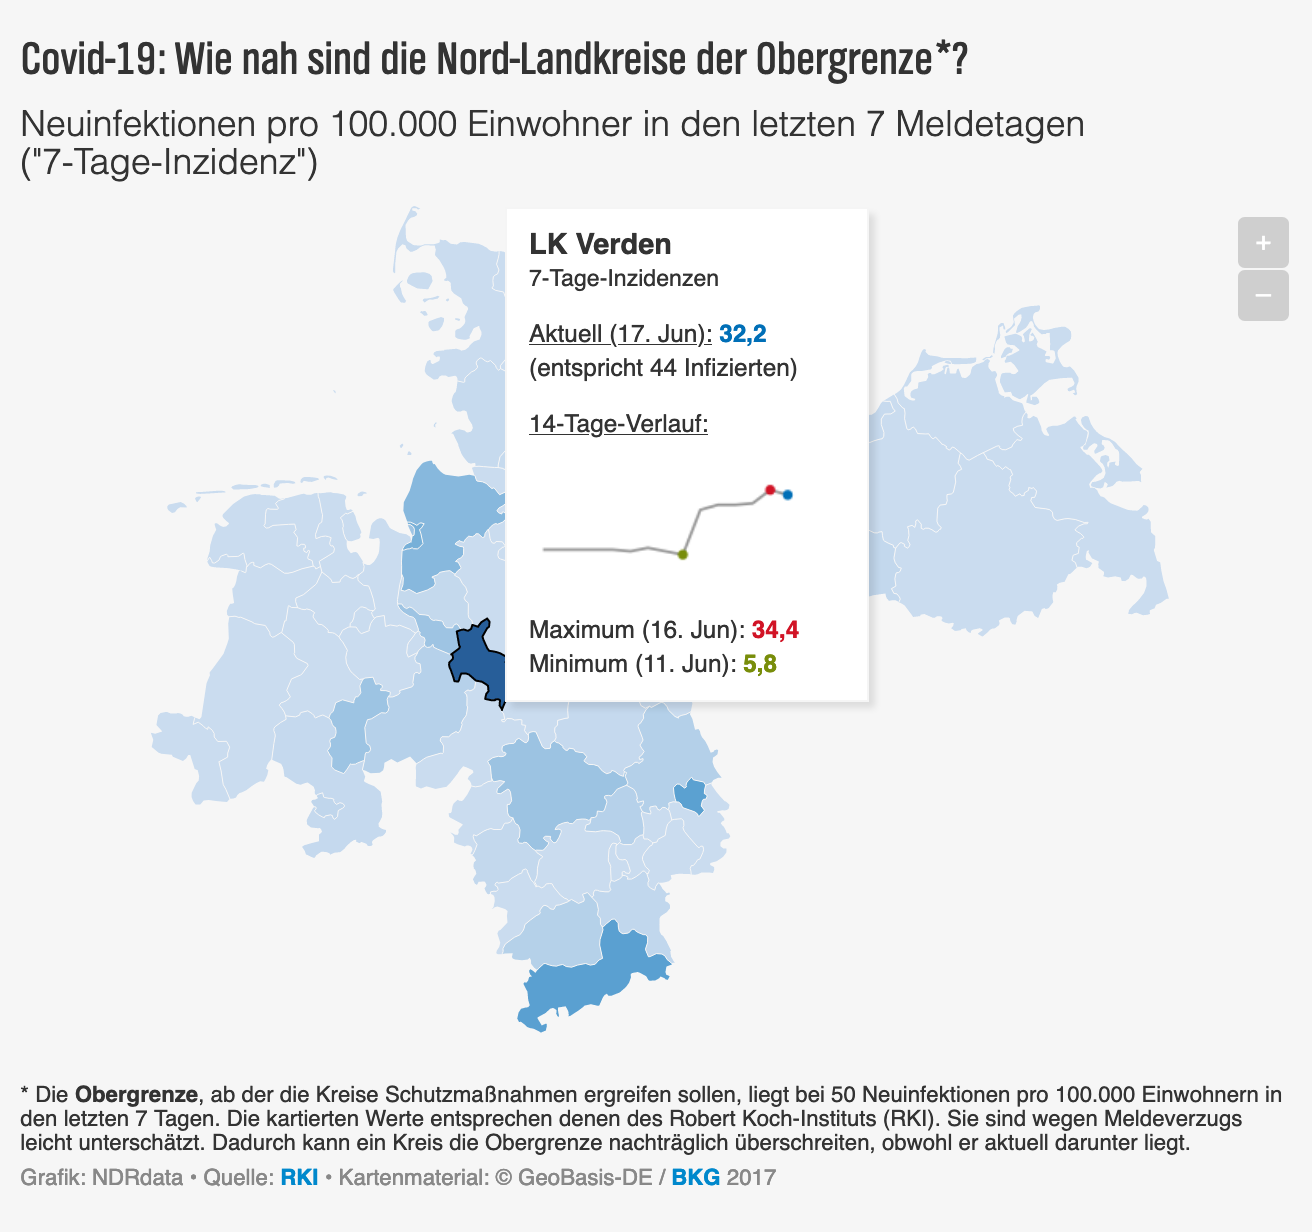 Covid-19: Wie nah sind die Nord-Landkreise der Obergrenze*?
Neuinfektionen pro 100.000 Einwohner in den letzten 7 Meldetagen
("7-Tage-Inzidenz")
+
−
LK Verden
7-Tage-Inzidenzen
Aktuell (17. Jun): 32,2
(entspricht 44 Infizierten)
14-Tage-Verlauf:
Maximum (16. Jun): 34,4
Minimum (11. Jun): 5,8
* Die Obergrenze, ab der die Kreise Schutzmaßnahmen ergreifen sollen, liegt bei 50 Neuinfektionen pro 100.000 Einwohnern in
den letzten 7 Tagen. Die kartierten Werte entsprechen denen des Robert Koch-Instituts (RKI). Sie sind wegen Meldeverzugs
leicht unterschätzt. Dadurch kann ein Kreis die Obergrenze nachträglich überschreiten, obwohl er aktuell darunter liegt.
Grafik: NDRdata • Quelle: RKI • Kartenmaterial: © GeoBasis-DE / BKG 2017